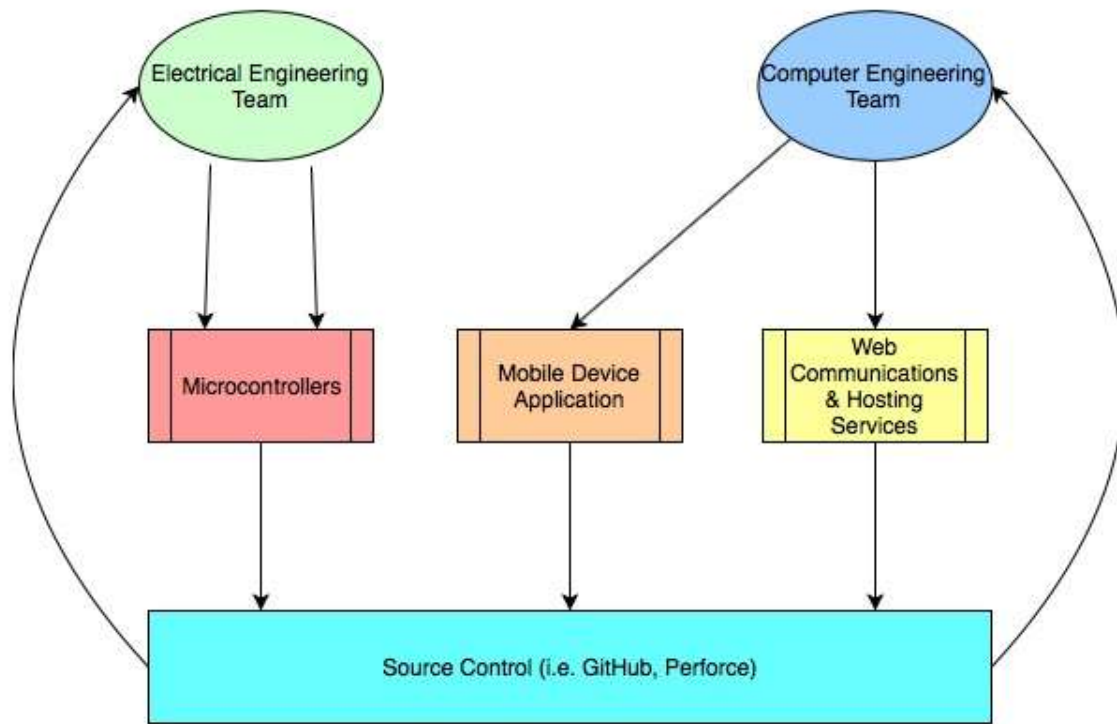 Electrical Engineering
Team
Computer Engineering
Team
Microcontrollers
Mobile Device
Application
Web
Communications
& Hosting
Services
Source Control (i.e. GitHub, Perforce)